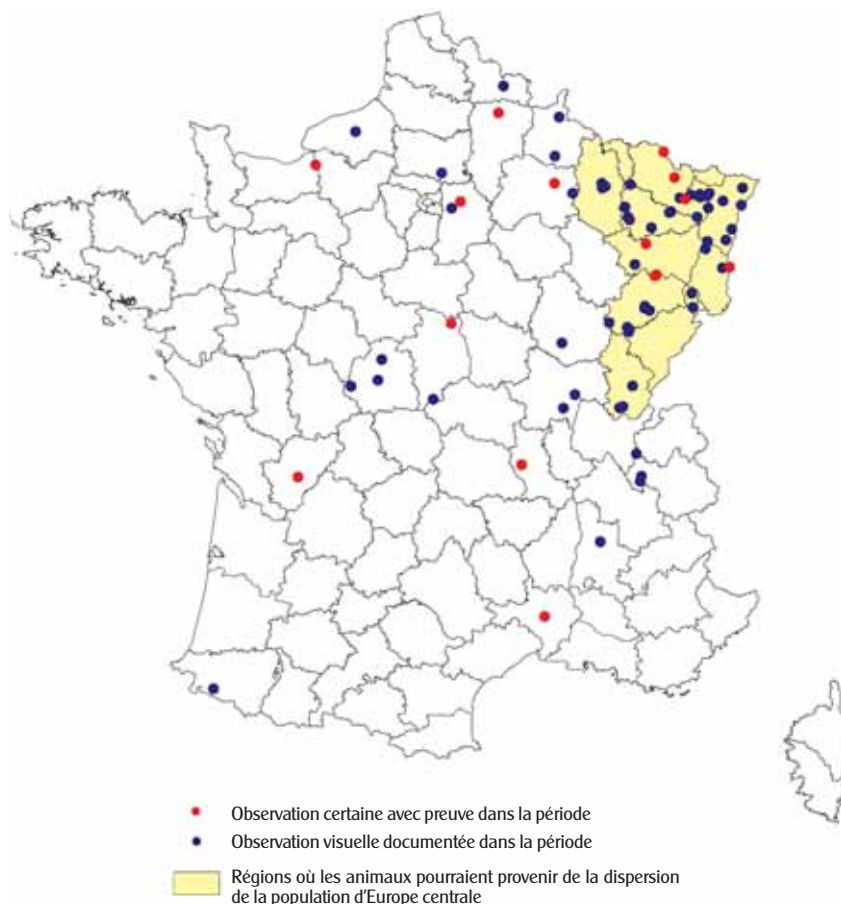 Observation certaine avec preuve dans la période
Observation visuelle documentée dans la période
Régions où les animaux pourraient provenir de la dispersion
de la population d'Europe centrale